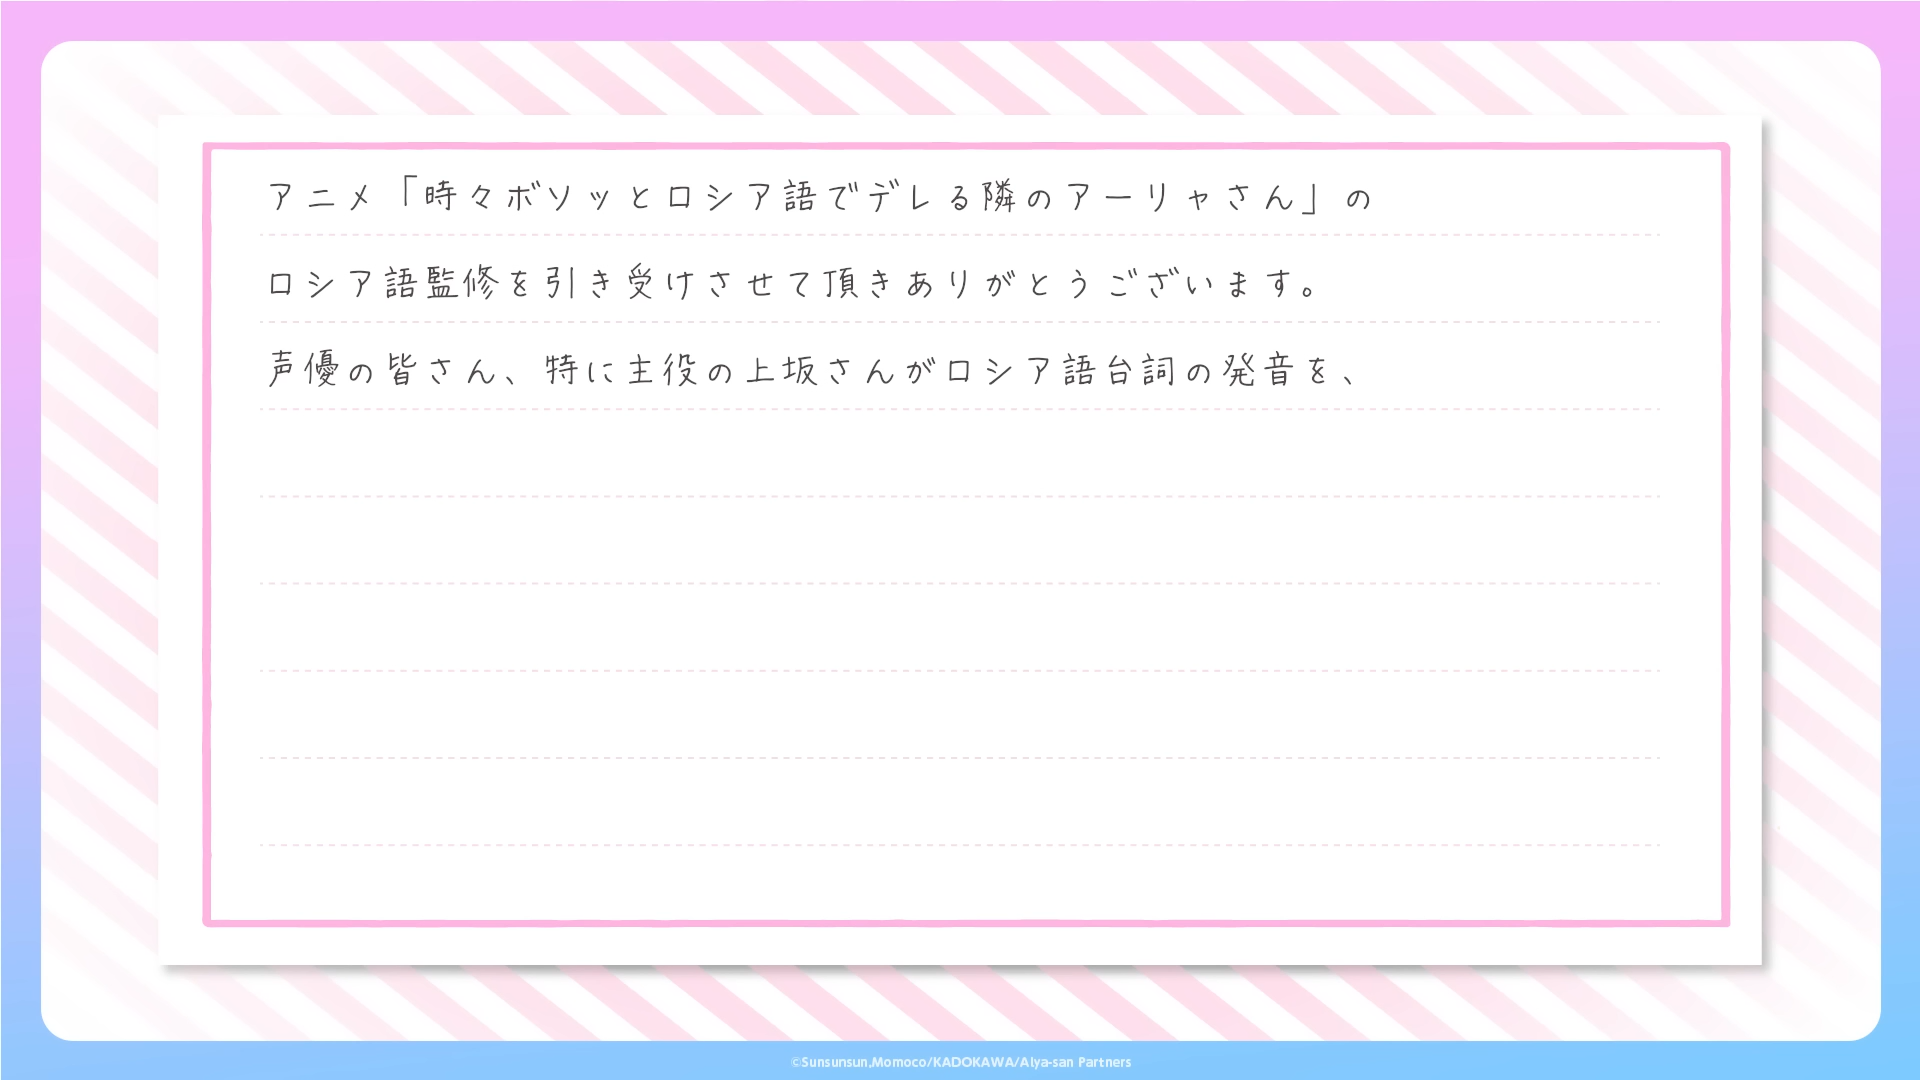 アニメ「時々ボソッとロシア語でデレる隣のアーリャさん」の
ロシア語監修を引き受けさせて頂きありがとうございます。
声優の皆さん、特に主役の上坂さんがロシア語台詞の発音を、
©Sunsunsun,Momoco/KADOKAWA/Alya-san Partners